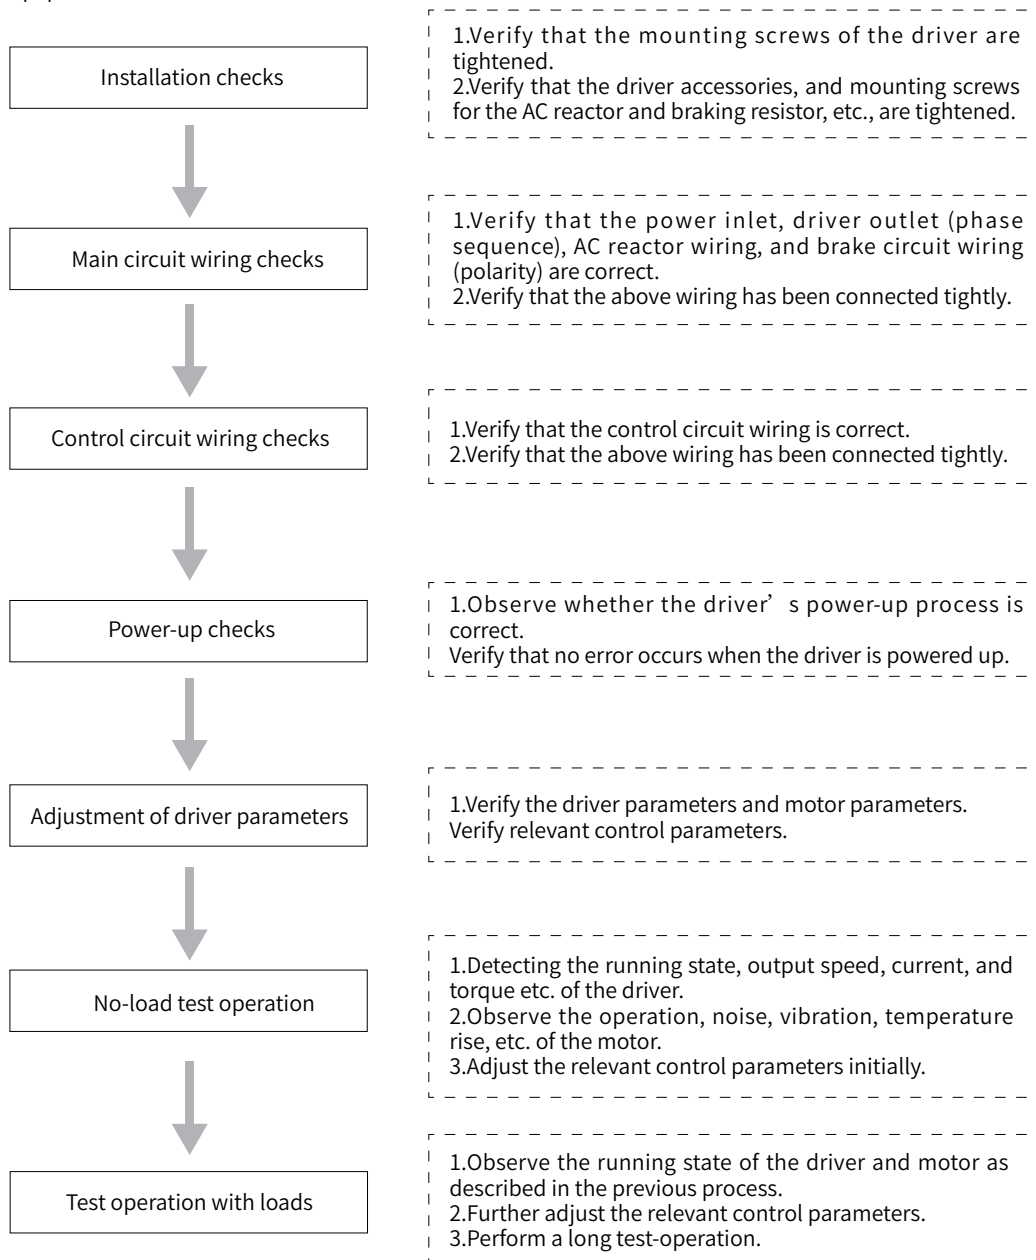 Installation checks
1.Verify that the mounting screws of the driver are
tightened.
2.Verify that the driver accessories, and mounting screws
for the AC reactor and braking resistor, etc., are tightened.
Main circuit wiring checks
1.Verify that the power inlet, driver outlet (phase
sequence), AC reactor wiring, and brake circuit wiring
(polarity) are correct.
2.Verify that the above wiring has been connected tightly.
Control circuit wiring checks
1.Verify that the control circuit wiring is correct.
2.Verify that the above wiring has been connected tightly.
Power-up checks
1.Observe whether the driver’ s power-up process is
correct.
Verify that no error occurs when the driver is powered up.
Adjustment of driver parameters
1.Verify the driver parameters and motor parameters.
Verify relevant control parameters.
No-load test operation
1.Detecting the running state, output speed, current, and
torque etc. of the driver.
2.Observe the operation, noise, vibration, temperature
rise, etc. of the motor.
3.Adjust the relevant control parameters initially.
Test operation with loads
1.Observe the running state of the driver and motor as
described in the previous process.
2.Further adjust the relevant control parameters.
3.Perform a long test-operation.